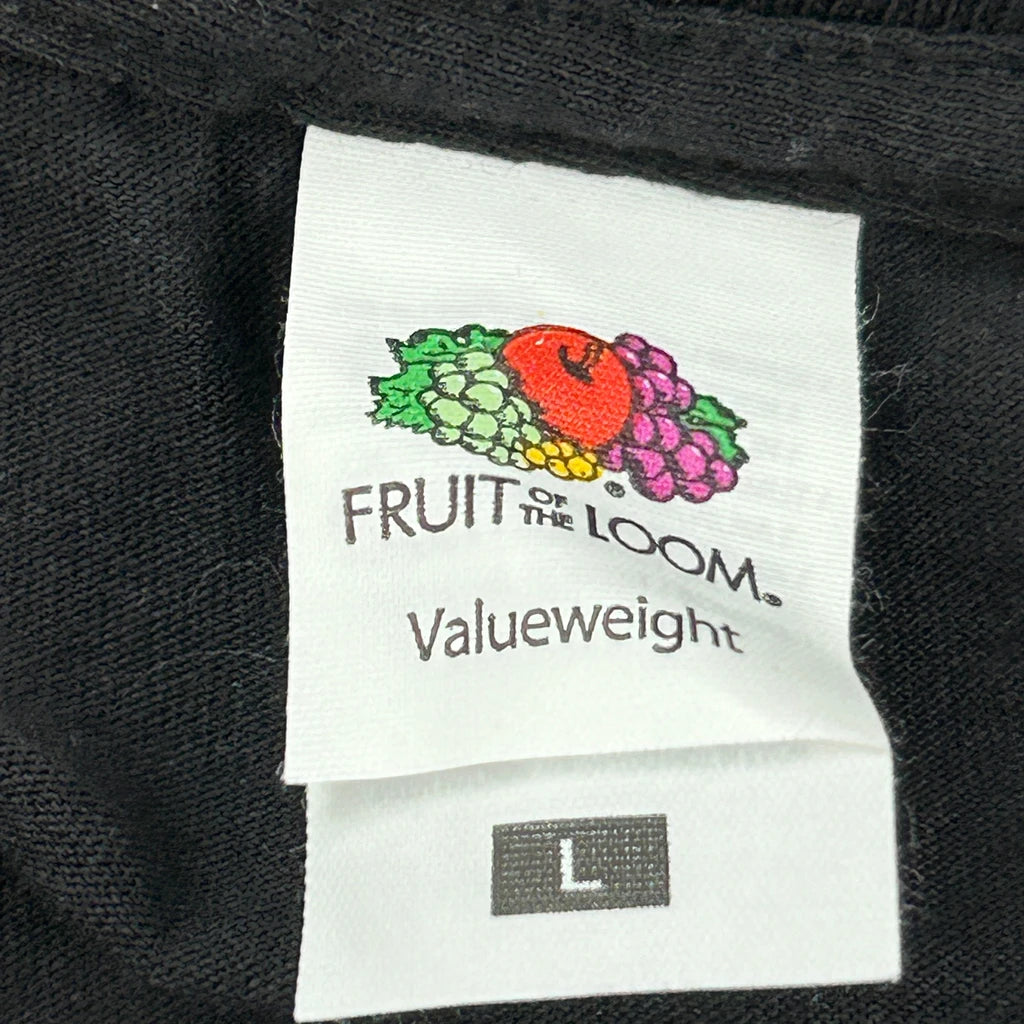 FRUIT OF THE LOOM®
Valueweight
L